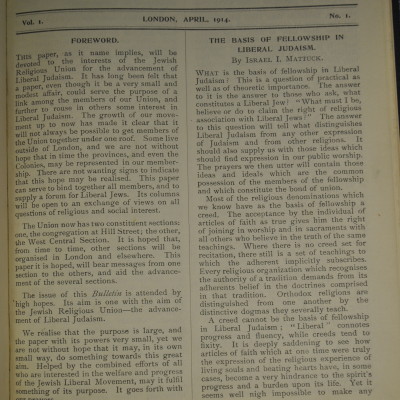 Vol. 1.
LONDON, APRIL, 1914.
No. 1.
FOREWORD.
THIS paper, as its name implies, will be
devoted to the interests of the Jewish
Religious Union for the advancement of
Liberal Judaism. It has long been felt that
a paper, even though it be a very small and
modest affair, could serve the purpose of a
link among the members of our Union, and
further to rouse in others some interest in
Liberal Judaism. The growth of our move-
ment up to now has made it clear that it
will not always be possible to get members of
the Union together under one roof. Some live
outside of London, and we are not without
hope that in time the provinces, and even the
Colonies, may be represented in our member-
ship. There are not wanting signs to indicate
that this hope may be realised. This paper
can serve to bind together all members, and to
supply a forum for Liberal Jews. Its columns
will be open to an exchange of views on all
questions of religious and social interest.
The Union now has two constituent sections:
one, the congregation at Hill Street; the other,
the West Central Section. It is hoped that,
from time to time, other sections will be
organised in London and elsewhere. This
paper is, hoped, will bear messages from one
section to the others, and aid the advance-
ment of the several sections.
The issue of this Bulletin is attended by
high hopes. Its aim is one with the aim of
the Jewish Religious Union—the advance-
ment of Liberal Judaism.
We realise that the purpose is large, and
the paper with its powers very small, yet we
are not without hope that it may, in its own
small way, do something towards this great
aim. Helped by the combined efforts of all
who are interested in the welfare and progress
of the Jewish Liberal Movement, may it fulfil
something of its purpose. It goes forth with
THE BASIS OF FELLOWSHIP IN
LIBERAL JUDAISM.
By ISRAEL I. MATTUCK.
WHAT is the basis of fellowship in Liberal
Judaism? This is a question of practical as
well as of theoretic importance. The answer
to it is the answer to those who ask, what
constitutes a Liberal Jew? "What must I be,
believe or do to claim the right of religious
association with Liberal Jews?" The answer
to this question will tell what distinguishes
Liberal Judaism from any other expression
of Judaism and from other religions. It
should also supply us with those ideas which
should find expression in our public worship.
The prayers we then utter will contain those
ideas and ideals which are the common
possession of the members of the fellowship
and which constitute the bond of union.
Most of the religious denominations which
we know have as the basis of fellowship a
creed. The acceptance by the individual of
articles of faith as true gives him the right
of joining in worship and in sacraments with
all others who believe in the same truths or
teachings. Where there is no creed set for
recitation, there still is a set of teachings to
which the adherent implicitly subscribes.
Every religious organization which recognizes
the authority of a tradition demands from its
adherents belief in the doctrines comprised
in that tradition. Orthodox religions are
distinguished from one another by the
distinctive dogmas they severally teach.
A creed cannot be the basis of fellowship
in Liberal Judaism; "Liberal" connotes
progress and fluency, while creeds tend to
fixity. It is deeply saddening to see how
articles of faith which at one time were truly
the expression of the religious experience of
living souls and beating hearts have, in some
cases, become a very hindrance to the spirit's
progress and a burden upon its life. Yet it
seems well nigh impossible to make any